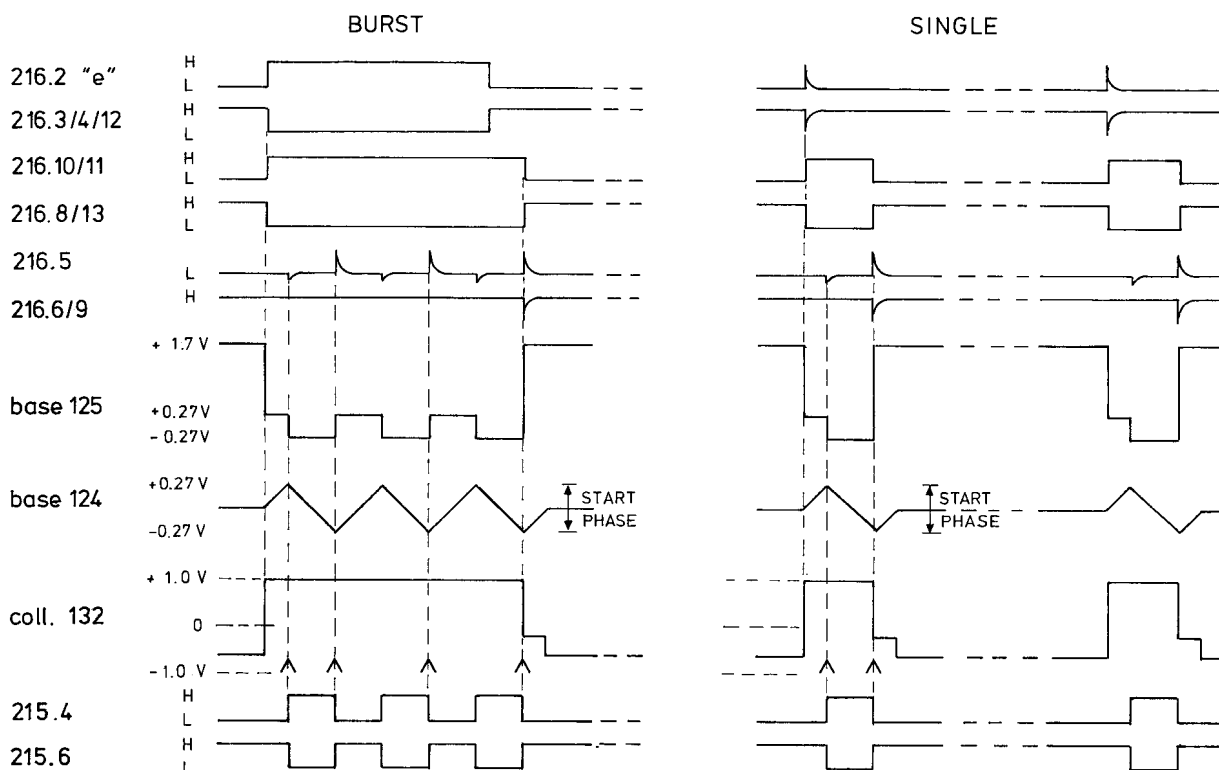 BURST
SINGLE
216.2 "e"
H
L
216.3/4/12
H
L
216.10/11
H
L
216.8/13
H
L
216.5
L
216.6/9
H
+ 1.7 V
base 125
+0.27V
- 0.27V
base 124
+0.27 V
-0.27V
START
PHASE
START
PHASE
coll. 132
+ 1.0 V
0
-1.0 V
215.4
H
L
215.6
H
L